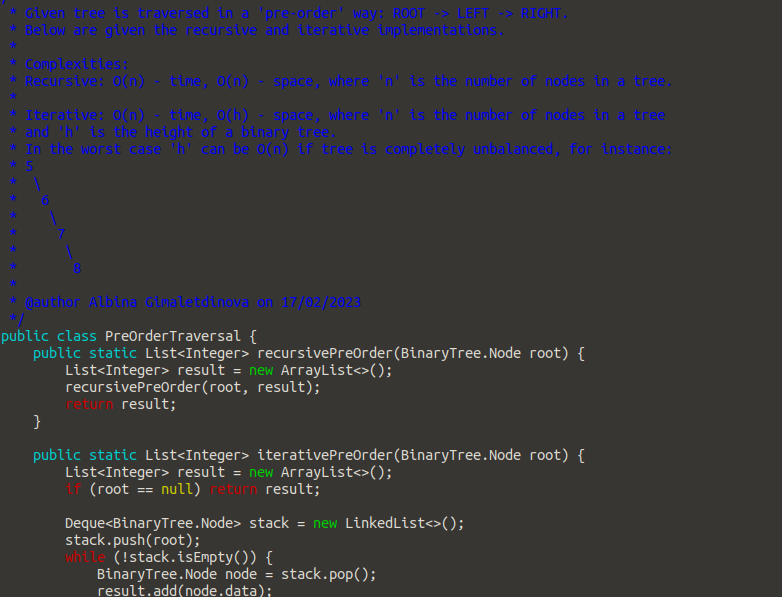 * Given tree is traversed in a 'pre-order' way: ROOT -> LEFT -> RIGHT.
 * Below are given the recursive and iterative implementations.
 *
 * Complexities:
 * Recursive: O(n) - time, O(n) - space, where 'n' is the number of nodes in a tree.
 *
 * Iterative: O(n) - time, O(h) - space, where 'n' is the number of nodes in a tree
 * and 'h' is the height of a binary tree.
 * In the worst case 'h' can be O(n) if tree is completely unbalanced, for instance:
 * 5
 *  \
 *   6
 *    \
 *     7
 *      \
 *       8
 *
 * @author Albina Gimaletdinova on 17/02/2023
 */
public class PreOrderTraversal {
    public static List<Integer> recursivePreOrder(BinaryTree.Node root) {
        List<Integer> result = new ArrayList<>();
        recursivePreOrder(root, result);
        return result;
    }

    public static List<Integer> iterativePreOrder(BinaryTree.Node root) {
        List<Integer> result = new ArrayList<>();
        if (root == null) return result;

        Deque<BinaryTree.Node> stack = new LinkedList<>();
        stack.push(root);
        while (!stack.isEmpty()) {
            BinaryTree.Node node = stack.pop();
            result.add(node.data);